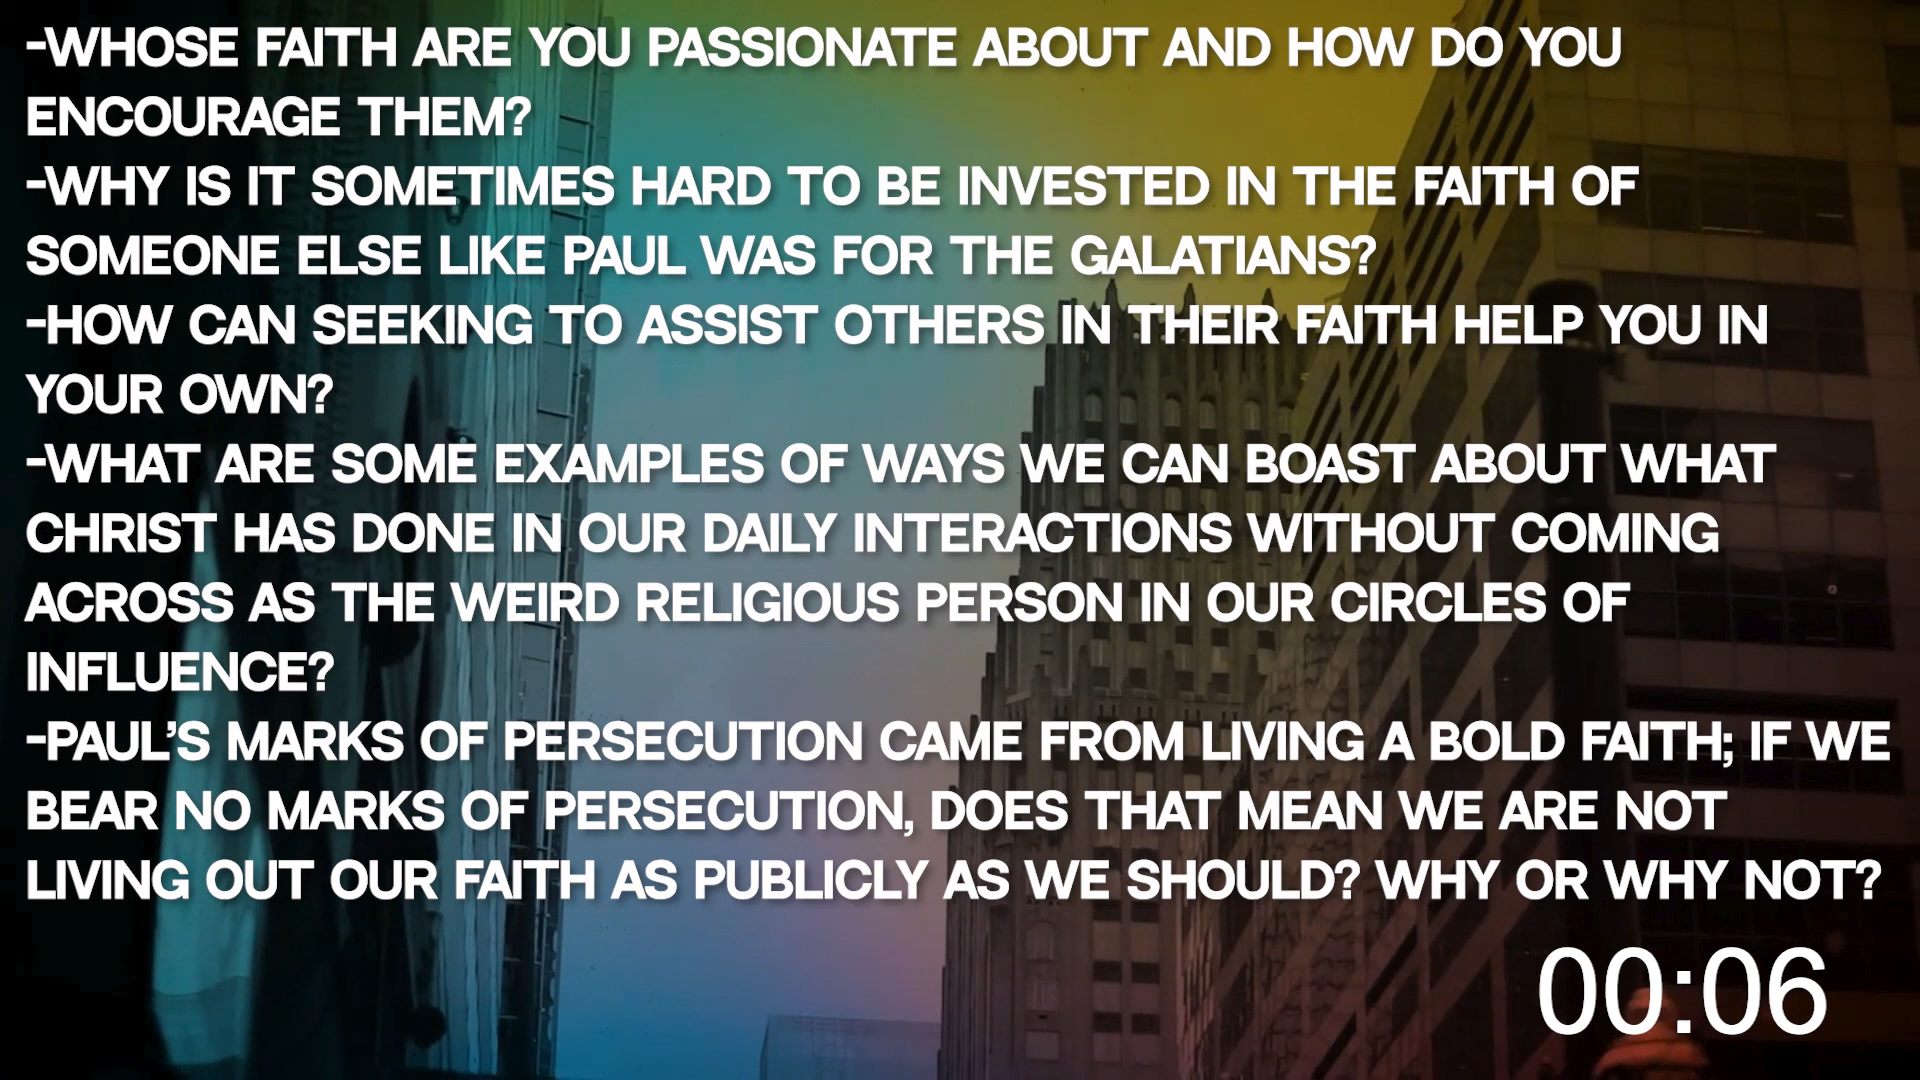 -WHOSE FAITH ARE YOU PASSIONATE ABOUT AND HOW DO YOU
ENCOURAGE THEM?
-WHY IS IT SOMETIMES HARD TO BE INVESTED IN THE FAITH OF
SOMEONE ELSE LIKE PAUL WAS FOR THE GALATIANS?
-HOW CAN SEEKING TO ASSIST OTHERS IN THEIR FAITH HELP YOU IN
YOUR OWN?
-WHAT ARE SOME EXAMPLES OF WAYS WE CAN BOAST ABOUT WHAT
CHRIST HAS DONE IN OUR DAILY INTERACTIONS WITHOUT COMING
ACROSS AS THE WEIRD RELIGIOUS PERSON IN OUR CIRCLES OF
INFLUENCE?
-PAUL’S MARKS OF PERSECUTION CAME FROM LIVING A BOLD FAITH; IF WE
BEAR NO MARKS OF PERSECUTION, DOES THAT MEAN WE ARE NOT
LIVING OUT OUR FAITH AS PUBLICLY AS WE SHOULD? WHY OR WHY NOT?
00:06